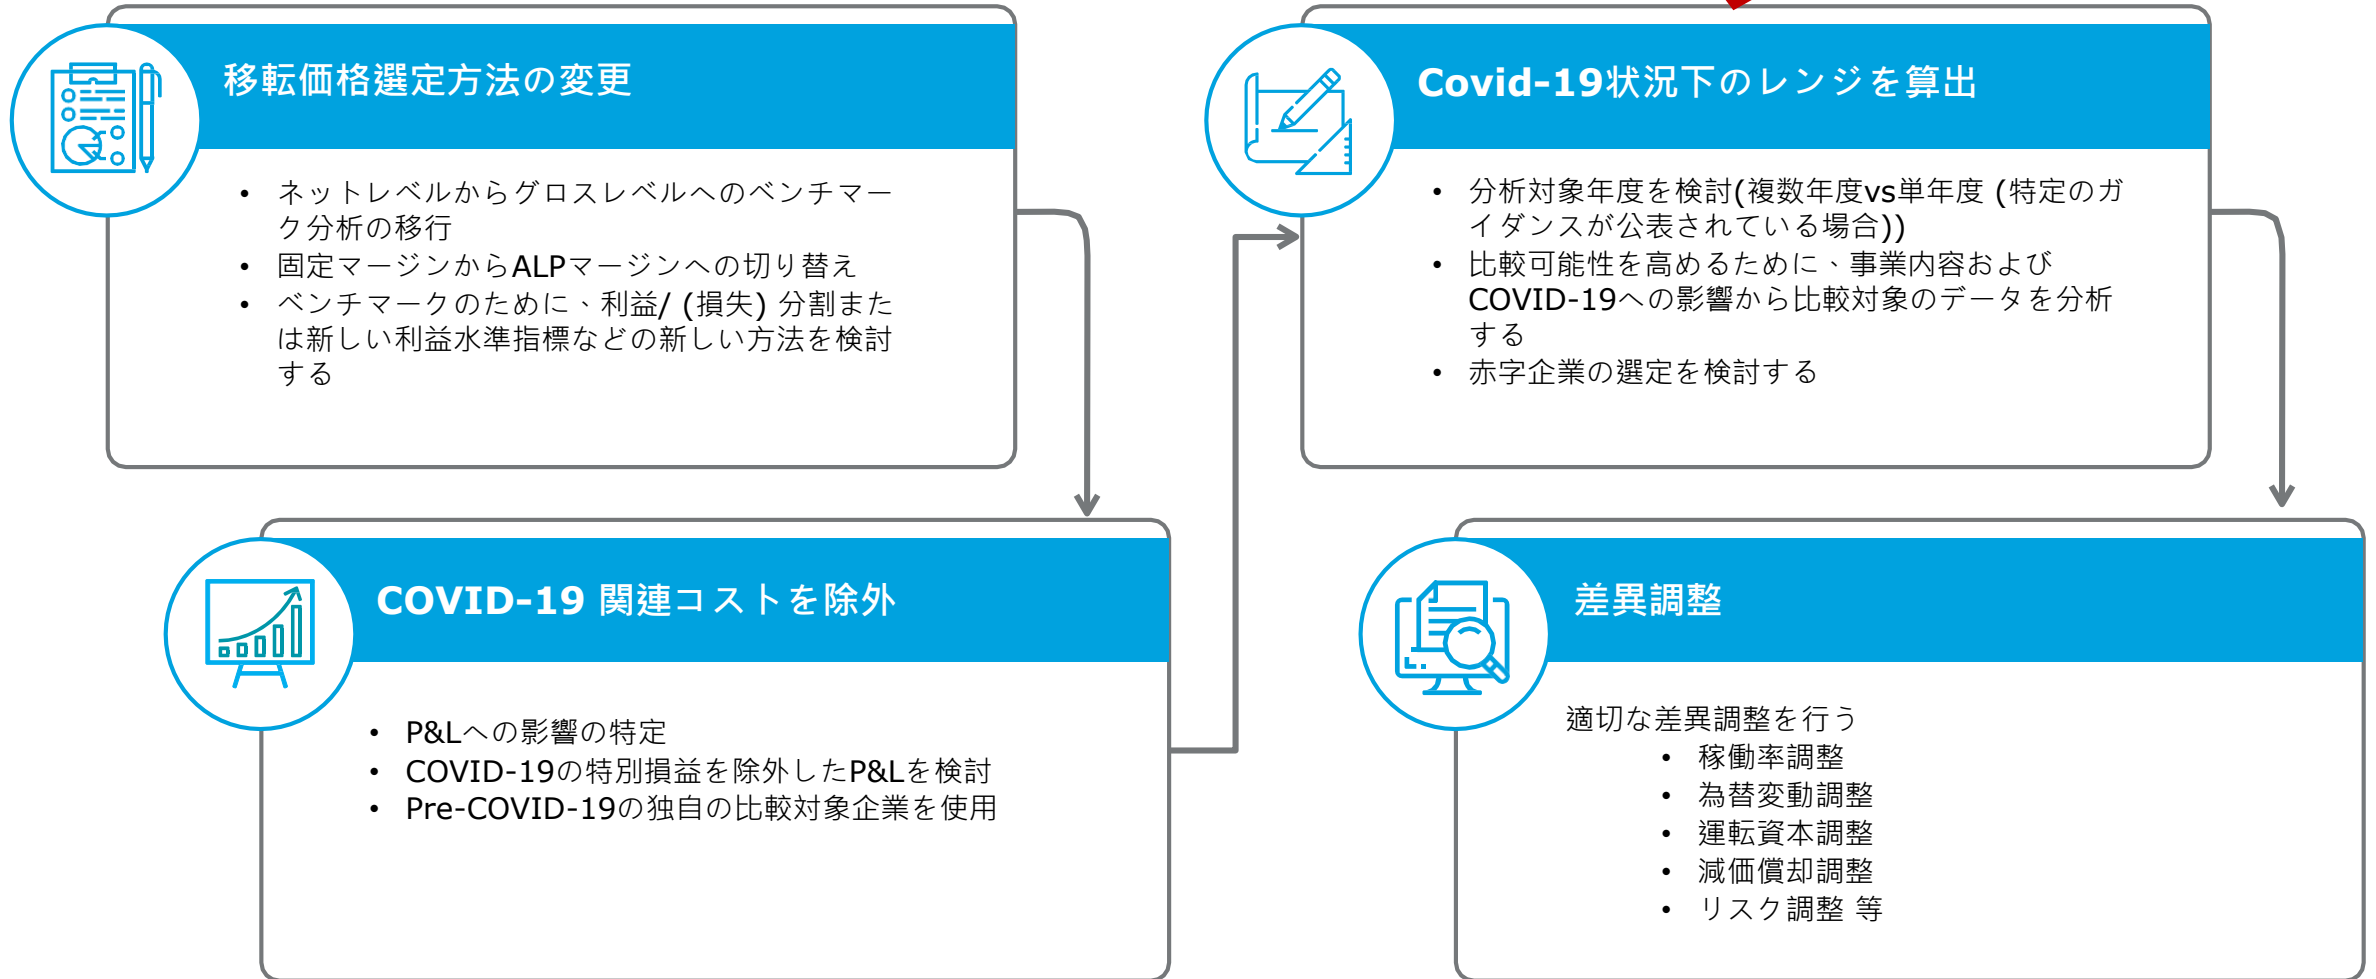 移転価格選定方法の変更
• ネットレベルからグロスレベルへのベンチマー
ク分析の移行
• 固定マージンからALPマージンへの切り替え
• ベンチマークのために、利益/ (損失) 分割また
は新しい利益水準指標などの新しい方法を検討
する
COVID-19 関連コストを除外
• P&Lへの影響の特定
• COVID-19の特別損益を除外したP&Lを検討
• Pre-COVID-19の独自の比較対象企業を使用
Covid-19状況下のレンジを算出
• 分析対象年度を検討(複数年度vs単年度 (特定のガ
イダンスが公表されている場合))
• 比較可能性を高めるために、事業内容および
COVID-19への影響から比較対象のデータを分析
する
• 赤字企業の選定を検討する
差異調整
適切な差異調整を行う
• 稼働率調整
• 為替変動調整
• 運転資本調整
• 減価償却調整
• リスク調整 等